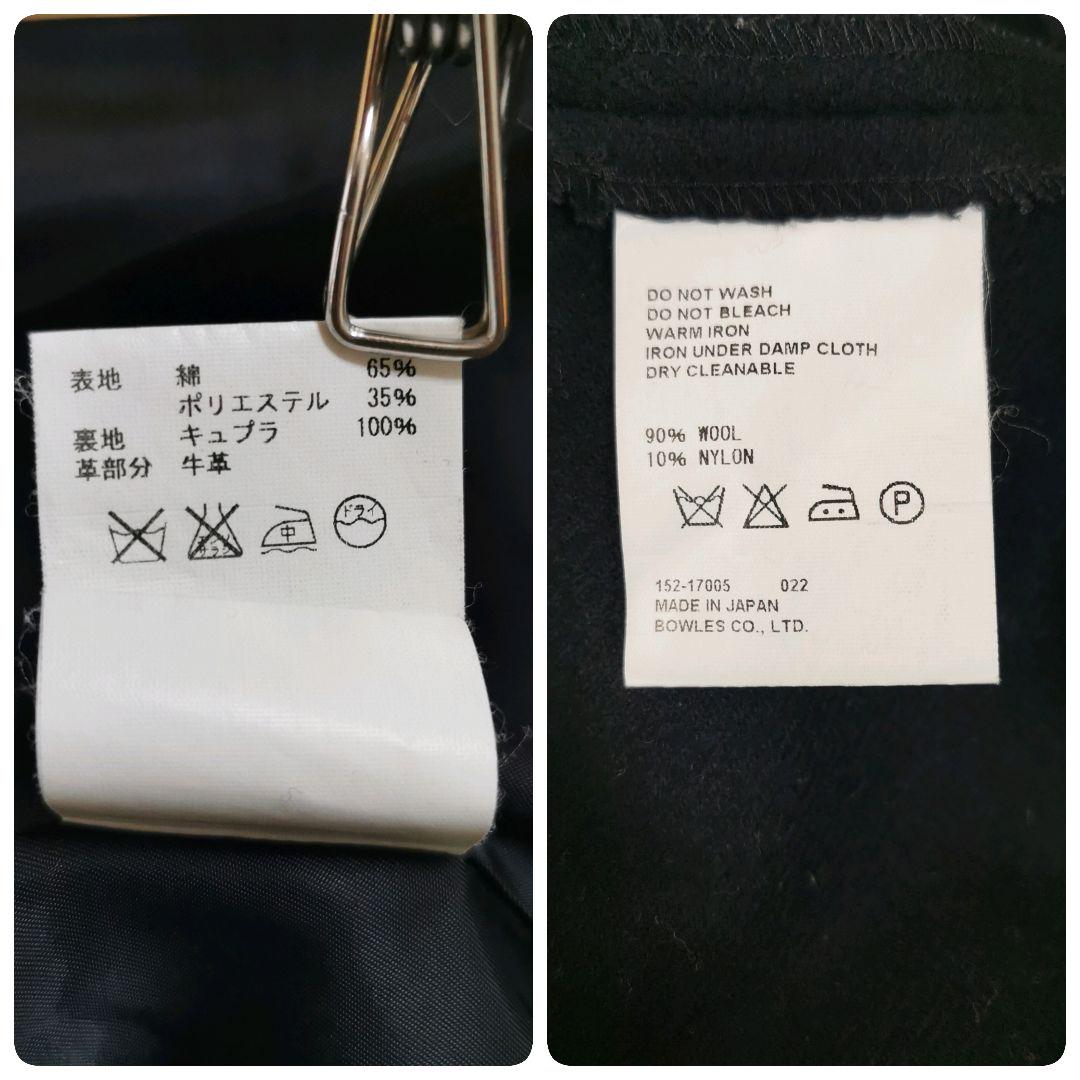 表地 綿 65%
ポリエステル 35%
裏地 キュプラ 100%
革部分 牛革
中 ドライ
DO NOT WASH
DO NOT BLEACH
WARM IRON
IRON UNDER DAMP CLOTH
DRY CLEANABLE
90% WOOL
10% NYLON
P
152-17005 022
MADE IN JAPAN
BOWLES CO., LTD.